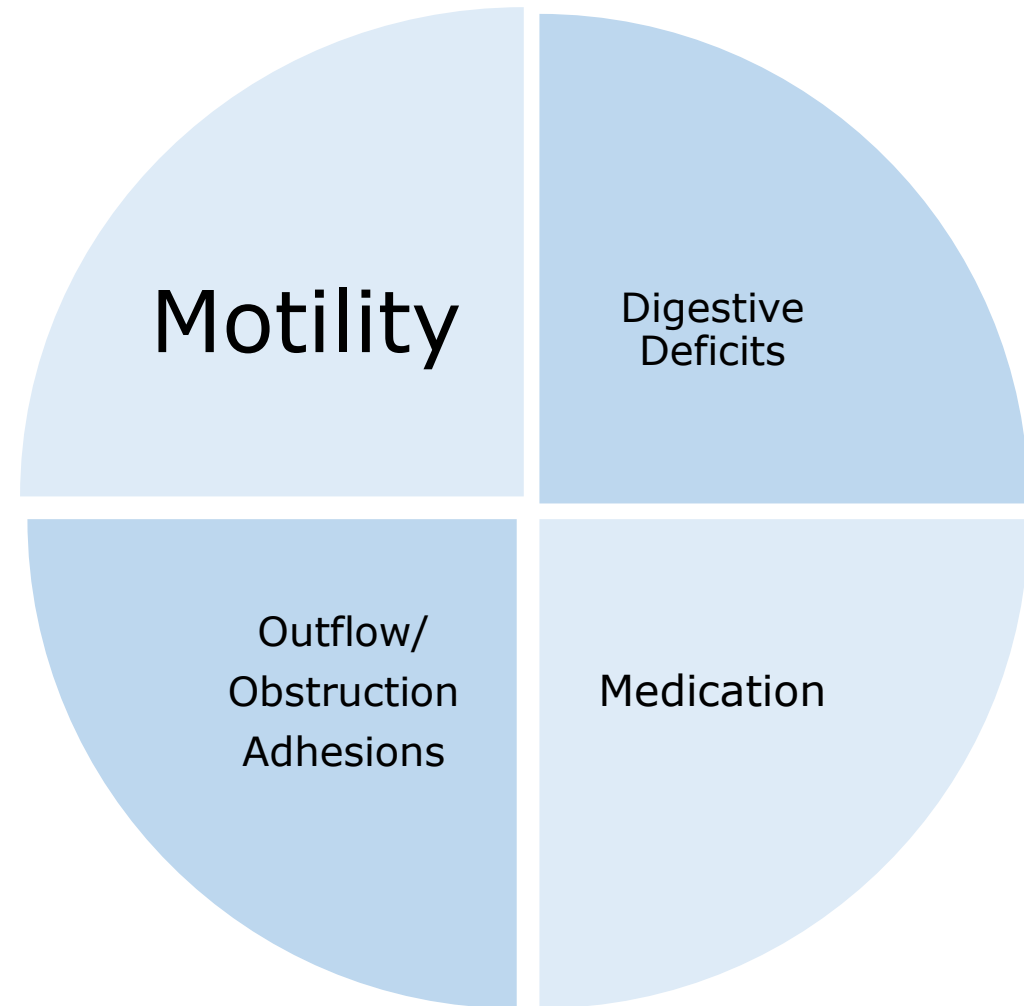 Motility
Digestive
Deficits
Outflow/
Obstruction
Adhesions
Medication